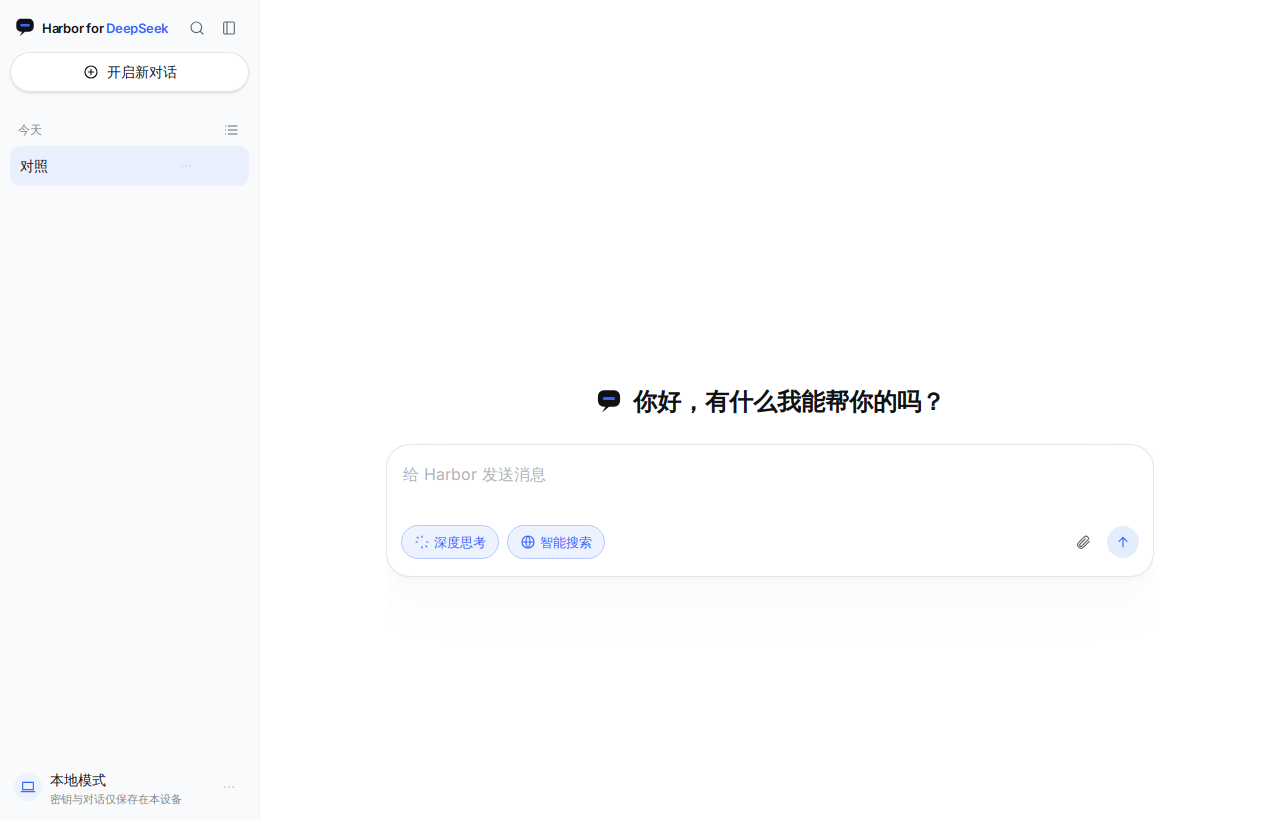 Harbor for DeepSeek
开启新对话
今天
对照
你好，有什么我能帮你的吗？
给 Harbor 发送消息
深度思考
智能搜索
本地模式
密钥与对话仅保存在本设备